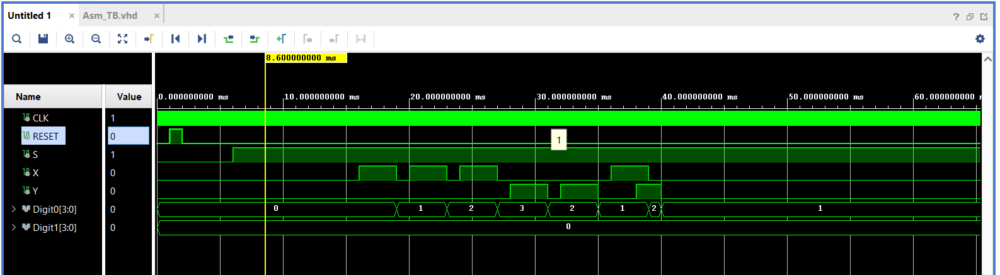 Untitled 1 × Asm_TB.vhd × ?
8.600000000 ms
Name Value 0.000000000 ms 10.000000000 ms 20.000000000 ms 30.000000000 ms 40.000000000 ms 50.000000000 ms 60.000000000
CLK 1
RESET 0 1
S 1
X 0
Y 0
Digit0[3:0] 0 0 1 2 3 2 1 2 1
Digit1[3:0] 0 0